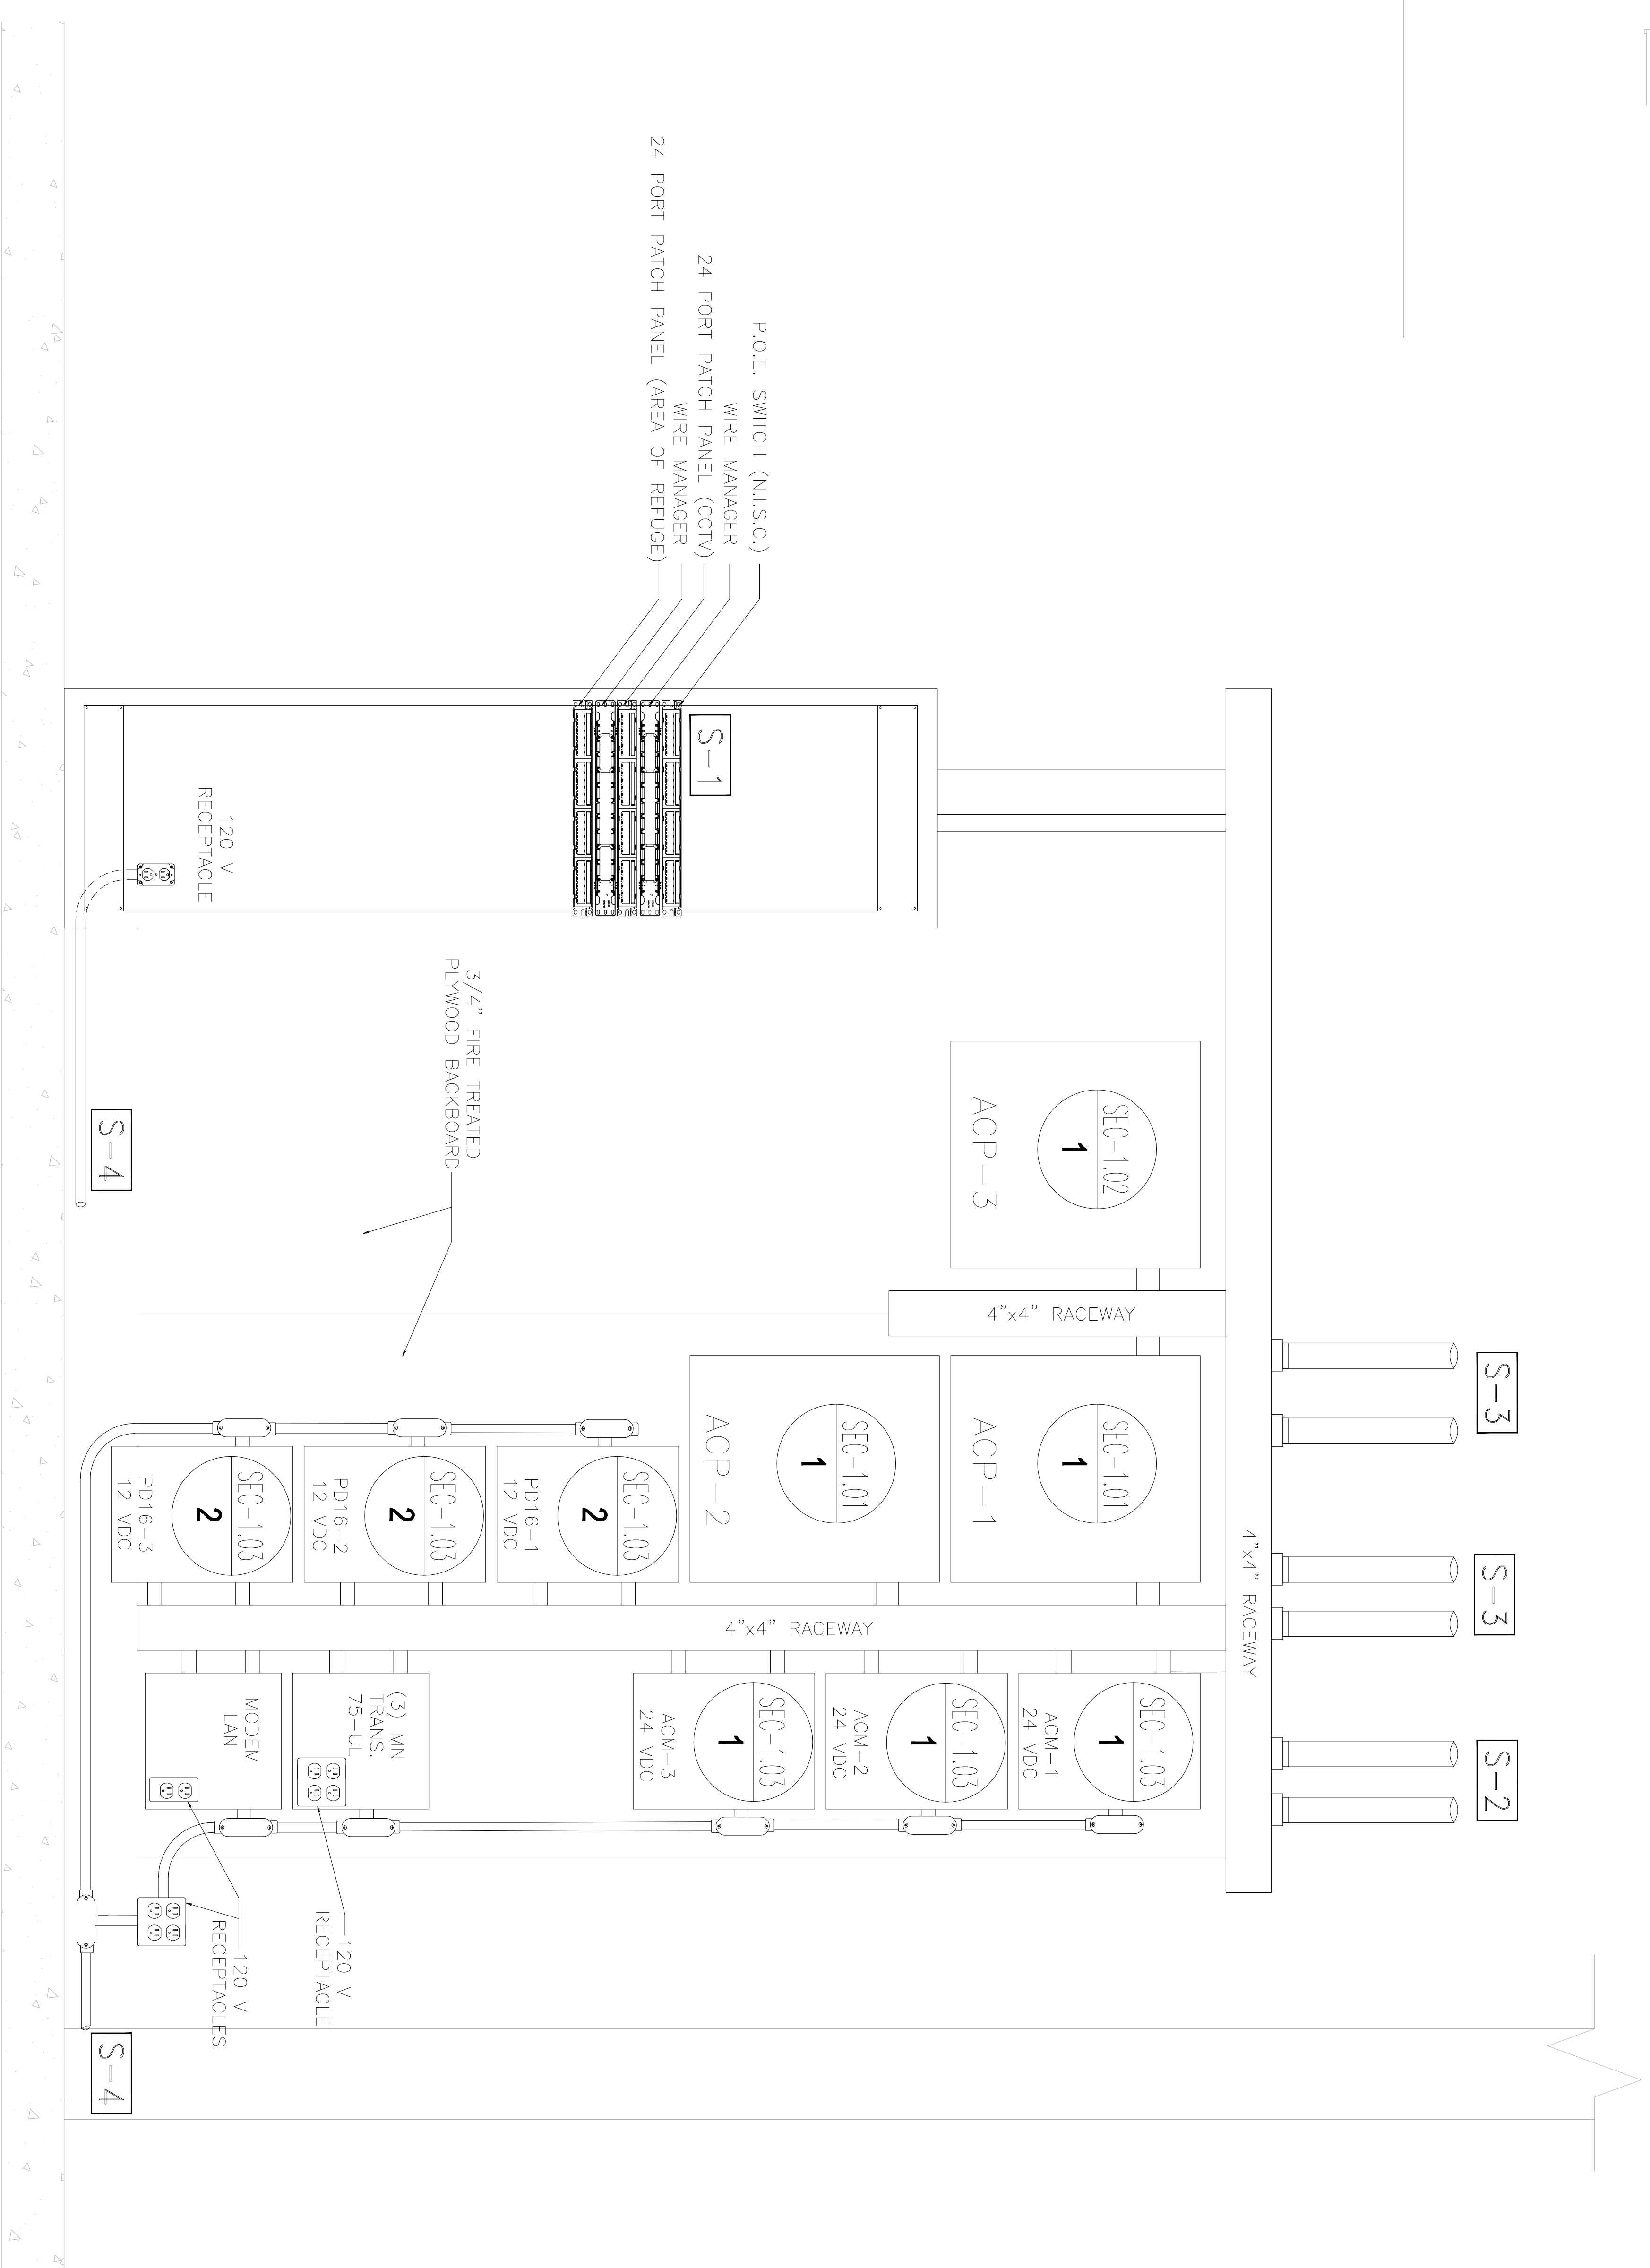 S-3
S-3
S-2
4"x4" RACEWAY
P.O.E. SWITCH (N.I.S.C.)
WIRE MANAGER
24 PORT PATCH PANEL (CCTV)
WIRE MANAGER
24 PORT PATCH PANEL (AREA OF REFUGE)
S-1
120 V
RECEPTACLE
S-4
3/4" FIRE TREATED
PLYWOOD BACKBOARD
SEC-1.02
1
ACP-3
4"x4" RACEWAY
SEC-1.01
1
ACP-1
SEC-1.01
1
ACP-2
SEC-1.03
2
PD16-1
12 VDC
SEC-1.03
2
PD16-2
12 VDC
SEC-1.03
2
PD16-3
12 VDC
4"x4" RACEWAY
SEC-1.03
1
ACM-1
24 VDC
SEC-1.03
1
ACM-2
24 VDC
SEC-1.03
1
ACM-3
24 VDC
(3) MN
TRANS.
75-UL
MODEM
LAN
120 V
RECEPTACLE
120 V
RECEPTACLES
S-4